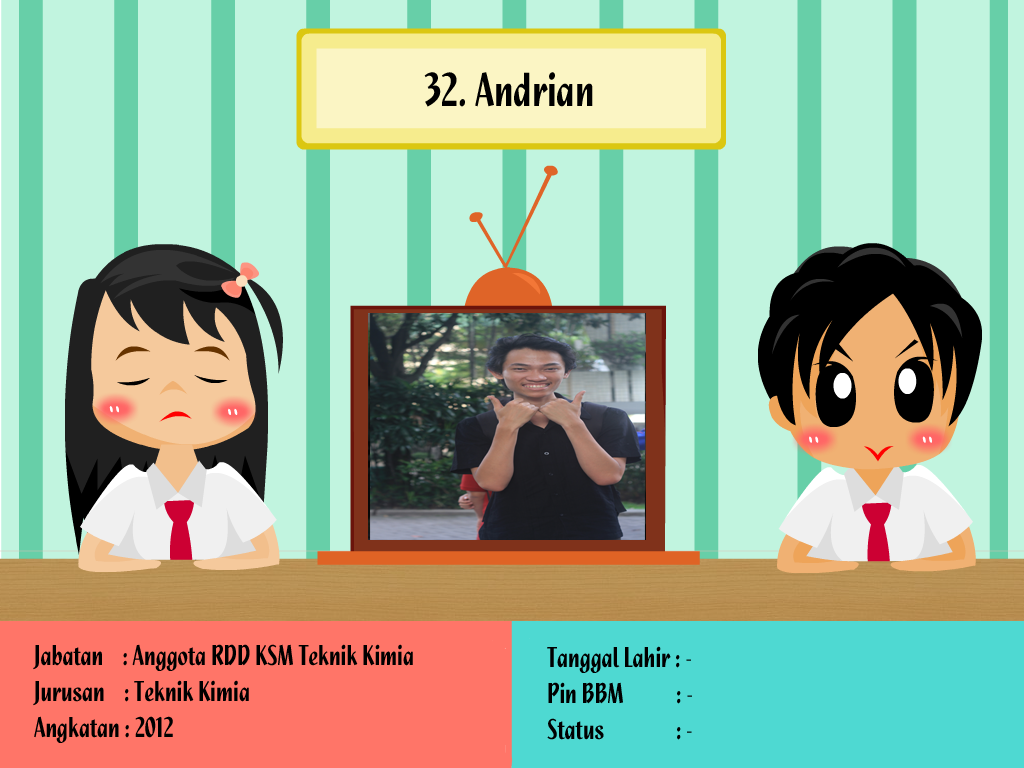 32. Andrian
Jabatan : Anggota RDD KSM Teknik Kimia
Jurusan : Teknik Kimia
Angkatan : 2012
Tanggal Lahir : -
Pin BBM : -
Status : -